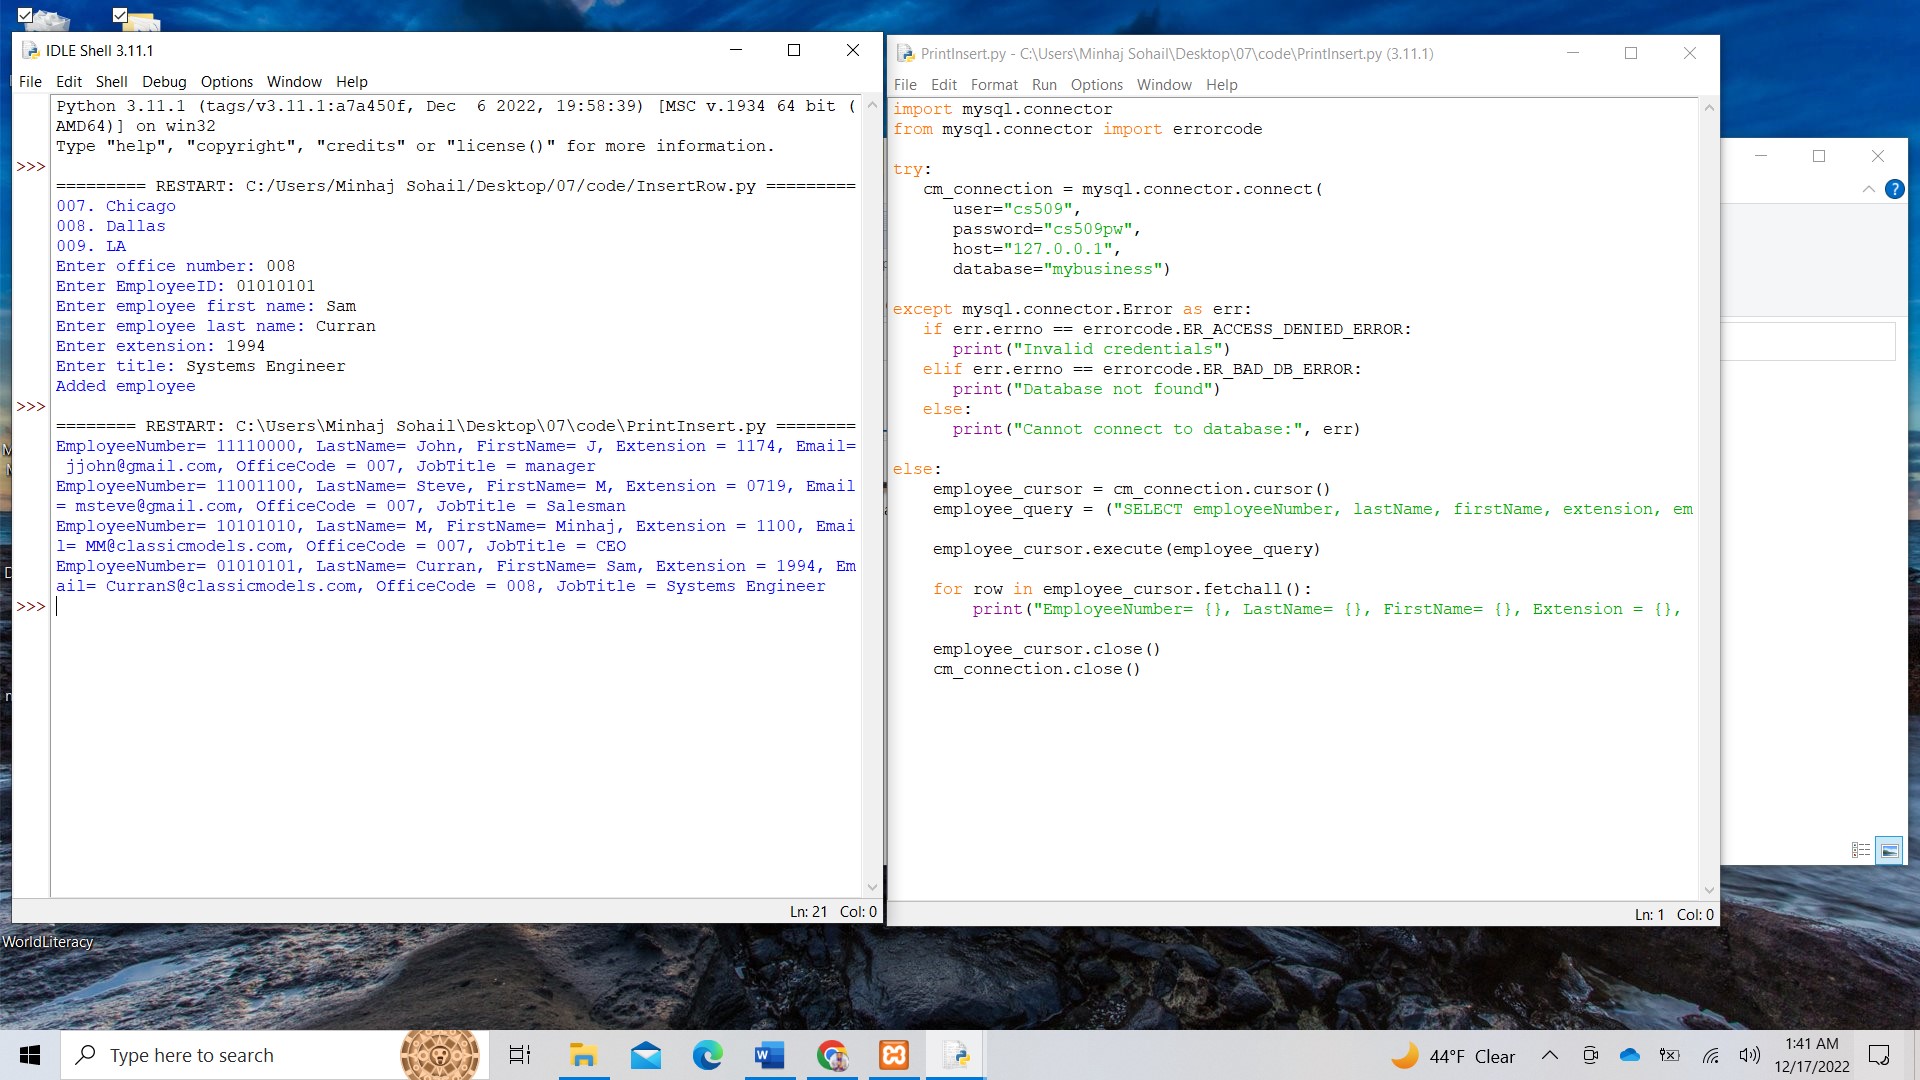 IDLE Shell 3.11.1
File Edit Shell Debug Options Window Help
Python 3.11.1 (tags/v3.11.1:a7a450f, Dec  6 2022, 19:58:39) [MSC v.1934 64 bit (
AMD64)] on win32
Type "help", "copyright", "credits" or "license()" for more information.
>>>
========= RESTART: C:/Users/Minhaj Sohail/Desktop/07/code/InsertRow.py =========
007. Chicago
008. Dallas
009. LA
Enter office number: 008
Enter EmployeeID: 01010101
Enter employee first name: Sam
Enter employee last name: Curran
Enter extension: 1994
Enter title: Systems Engineer
Added employee
>>>
======== RESTART: C:\Users\Minhaj Sohail\Desktop\07\code\PrintInsert.py ========
EmployeeNumber= 11110000, LastName= John, FirstName= J, Extension = 1174, Email=
 jjohn@gmail.com, OfficeCode = 007, JobTitle = manager
EmployeeNumber= 11001100, LastName= Steve, FirstName= M, Extension = 0719, Email
= msteve@gmail.com, OfficeCode = 007, JobTitle = Salesman
EmployeeNumber= 10101010, LastName= M, FirstName= Minhaj, Extension = 1100, Emai
l= MM@classicmodels.com, OfficeCode = 007, JobTitle = CEO
EmployeeNumber= 01010101, LastName= Curran, FirstName= Sam, Extension = 1994, Em
ail= CurranS@classicmodels.com, OfficeCode = 008, JobTitle = Systems Engineer
>>>
Ln: 21 Col: 0
PrintInsert.py - C:\Users\Minhaj Sohail\Desktop\07\code\PrintInsert.py (3.11.1)
File Edit Format Run Options Window Help
import mysql.connector
from mysql.connector import errorcode
try:
   cm_connection = mysql.connector.connect(
      user="cs509",
      password="cs509pw",
      host="127.0.0.1",
      database="mybusiness")
except mysql.connector.Error as err:
   if err.errno == errorcode.ER_ACCESS_DENIED_ERROR:
      print("Invalid credentials")
   elif err.errno == errorcode.ER_BAD_DB_ERROR:
      print("Database not found")
   else:
      print("Cannot connect to database:", err)
else:
    employee_cursor = cm_connection.cursor()
    employee_query = ("SELECT employeeNumber, lastName, firstName, extension, em
    employee_cursor.execute(employee_query)
    for row in employee_cursor.fetchall():
        print("EmployeeNumber= {}, LastName= {}, FirstName= {}, Extension = {},
    employee_cursor.close()
    cm_connection.close()
Ln: 1 Col: 0
WorldLiteracy
Type here to search
44°F Clear
1:41 AM
12/17/2022